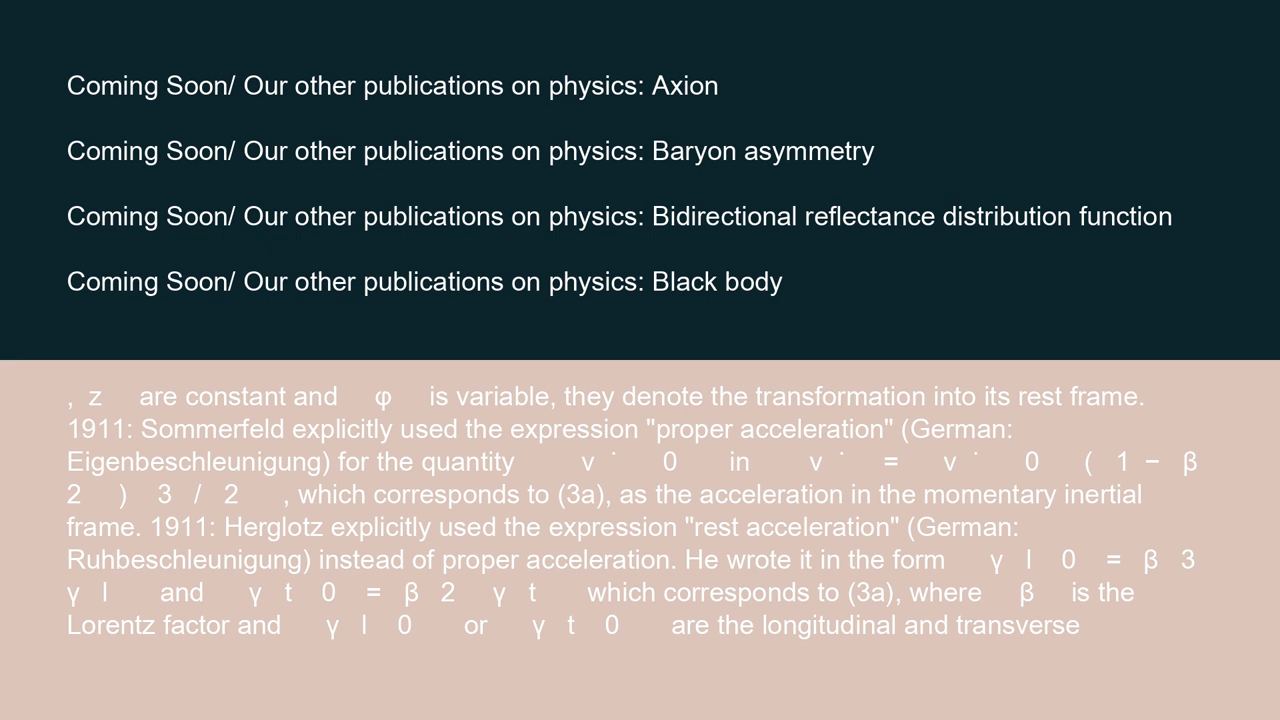 Coming Soon/ Our other publications on physics: Axion
Coming Soon/ Our other publications on physics: Baryon asymmetry
Coming Soon/ Our other publications on physics: Bidirectional reflectance distribution function
Coming Soon/ Our other publications on physics: Black body
, z are constant and φ is variable, they denote the transformation into its rest frame.
1911: Sommerfeld explicitly used the expression "proper acceleration" (German:
Eigenbeschleunigung) for the quantity v ˙ 0 in v ˙ = v ˙ 0 ( 1 − β
2 ) 3 / 2 , which corresponds to (3a), as the acceleration in the momentary inertial
frame. 1911: Herglotz explicitly used the expression "rest acceleration" (German:
Ruhbeschleunigung) instead of proper acceleration. He wrote it in the form γ l 0 = β 3
γ l and γ t 0 = β 2 γ t which corresponds to (3a), where β is the
Lorentz factor and γ l 0 or γ t 0 are the longitudinal and transverse